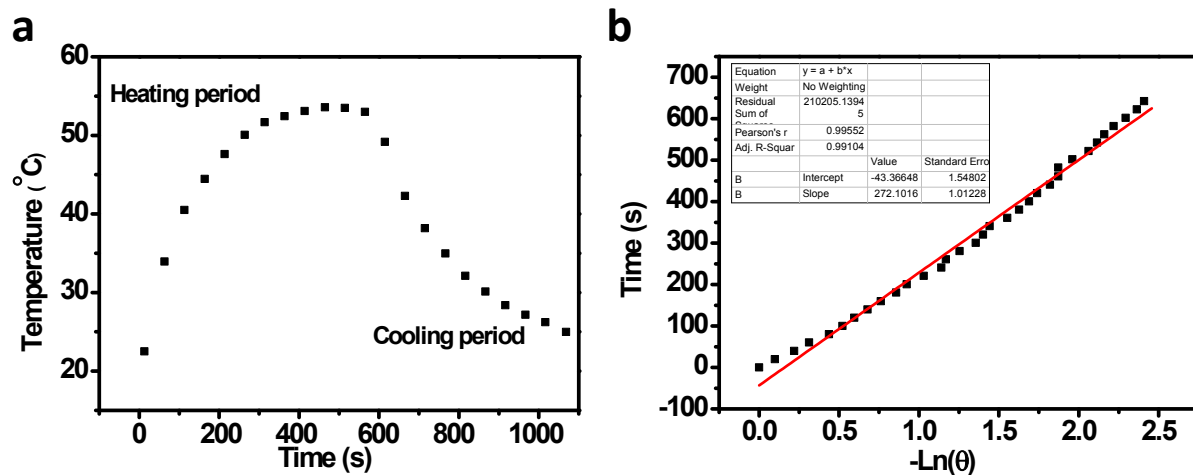 a
60
50
40
30
20
Temperature (°C)
Heating period
Cooling period
0 200 400 600 800 1000
Time (s)
b
700
600
500
400
300
200
100
0
-100
Time (s)
Equation y = a + b*x
Weight No Weighting
Residual 210205.1394
Sum of 5
Pearson's r 0.99552
Adj. R-Squar 0.99104
Value Standard Erro
B Intercept -43.36648 1.54802
B Slope 272.1016 1.01228
0.0 0.5 1.0 1.5 2.0 2.5
-Ln(θ)